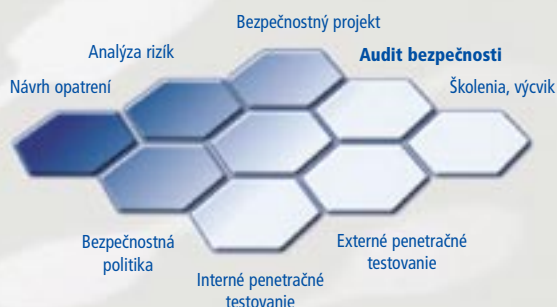 Bezpečnostný projekt
Analýza rizík
Audit bezpečnosti
Návrh opatrení
Školenia, výcvik
Bezpečnostná
politika
Externé penetračné
testovanie
Interné penetračné
testovanie